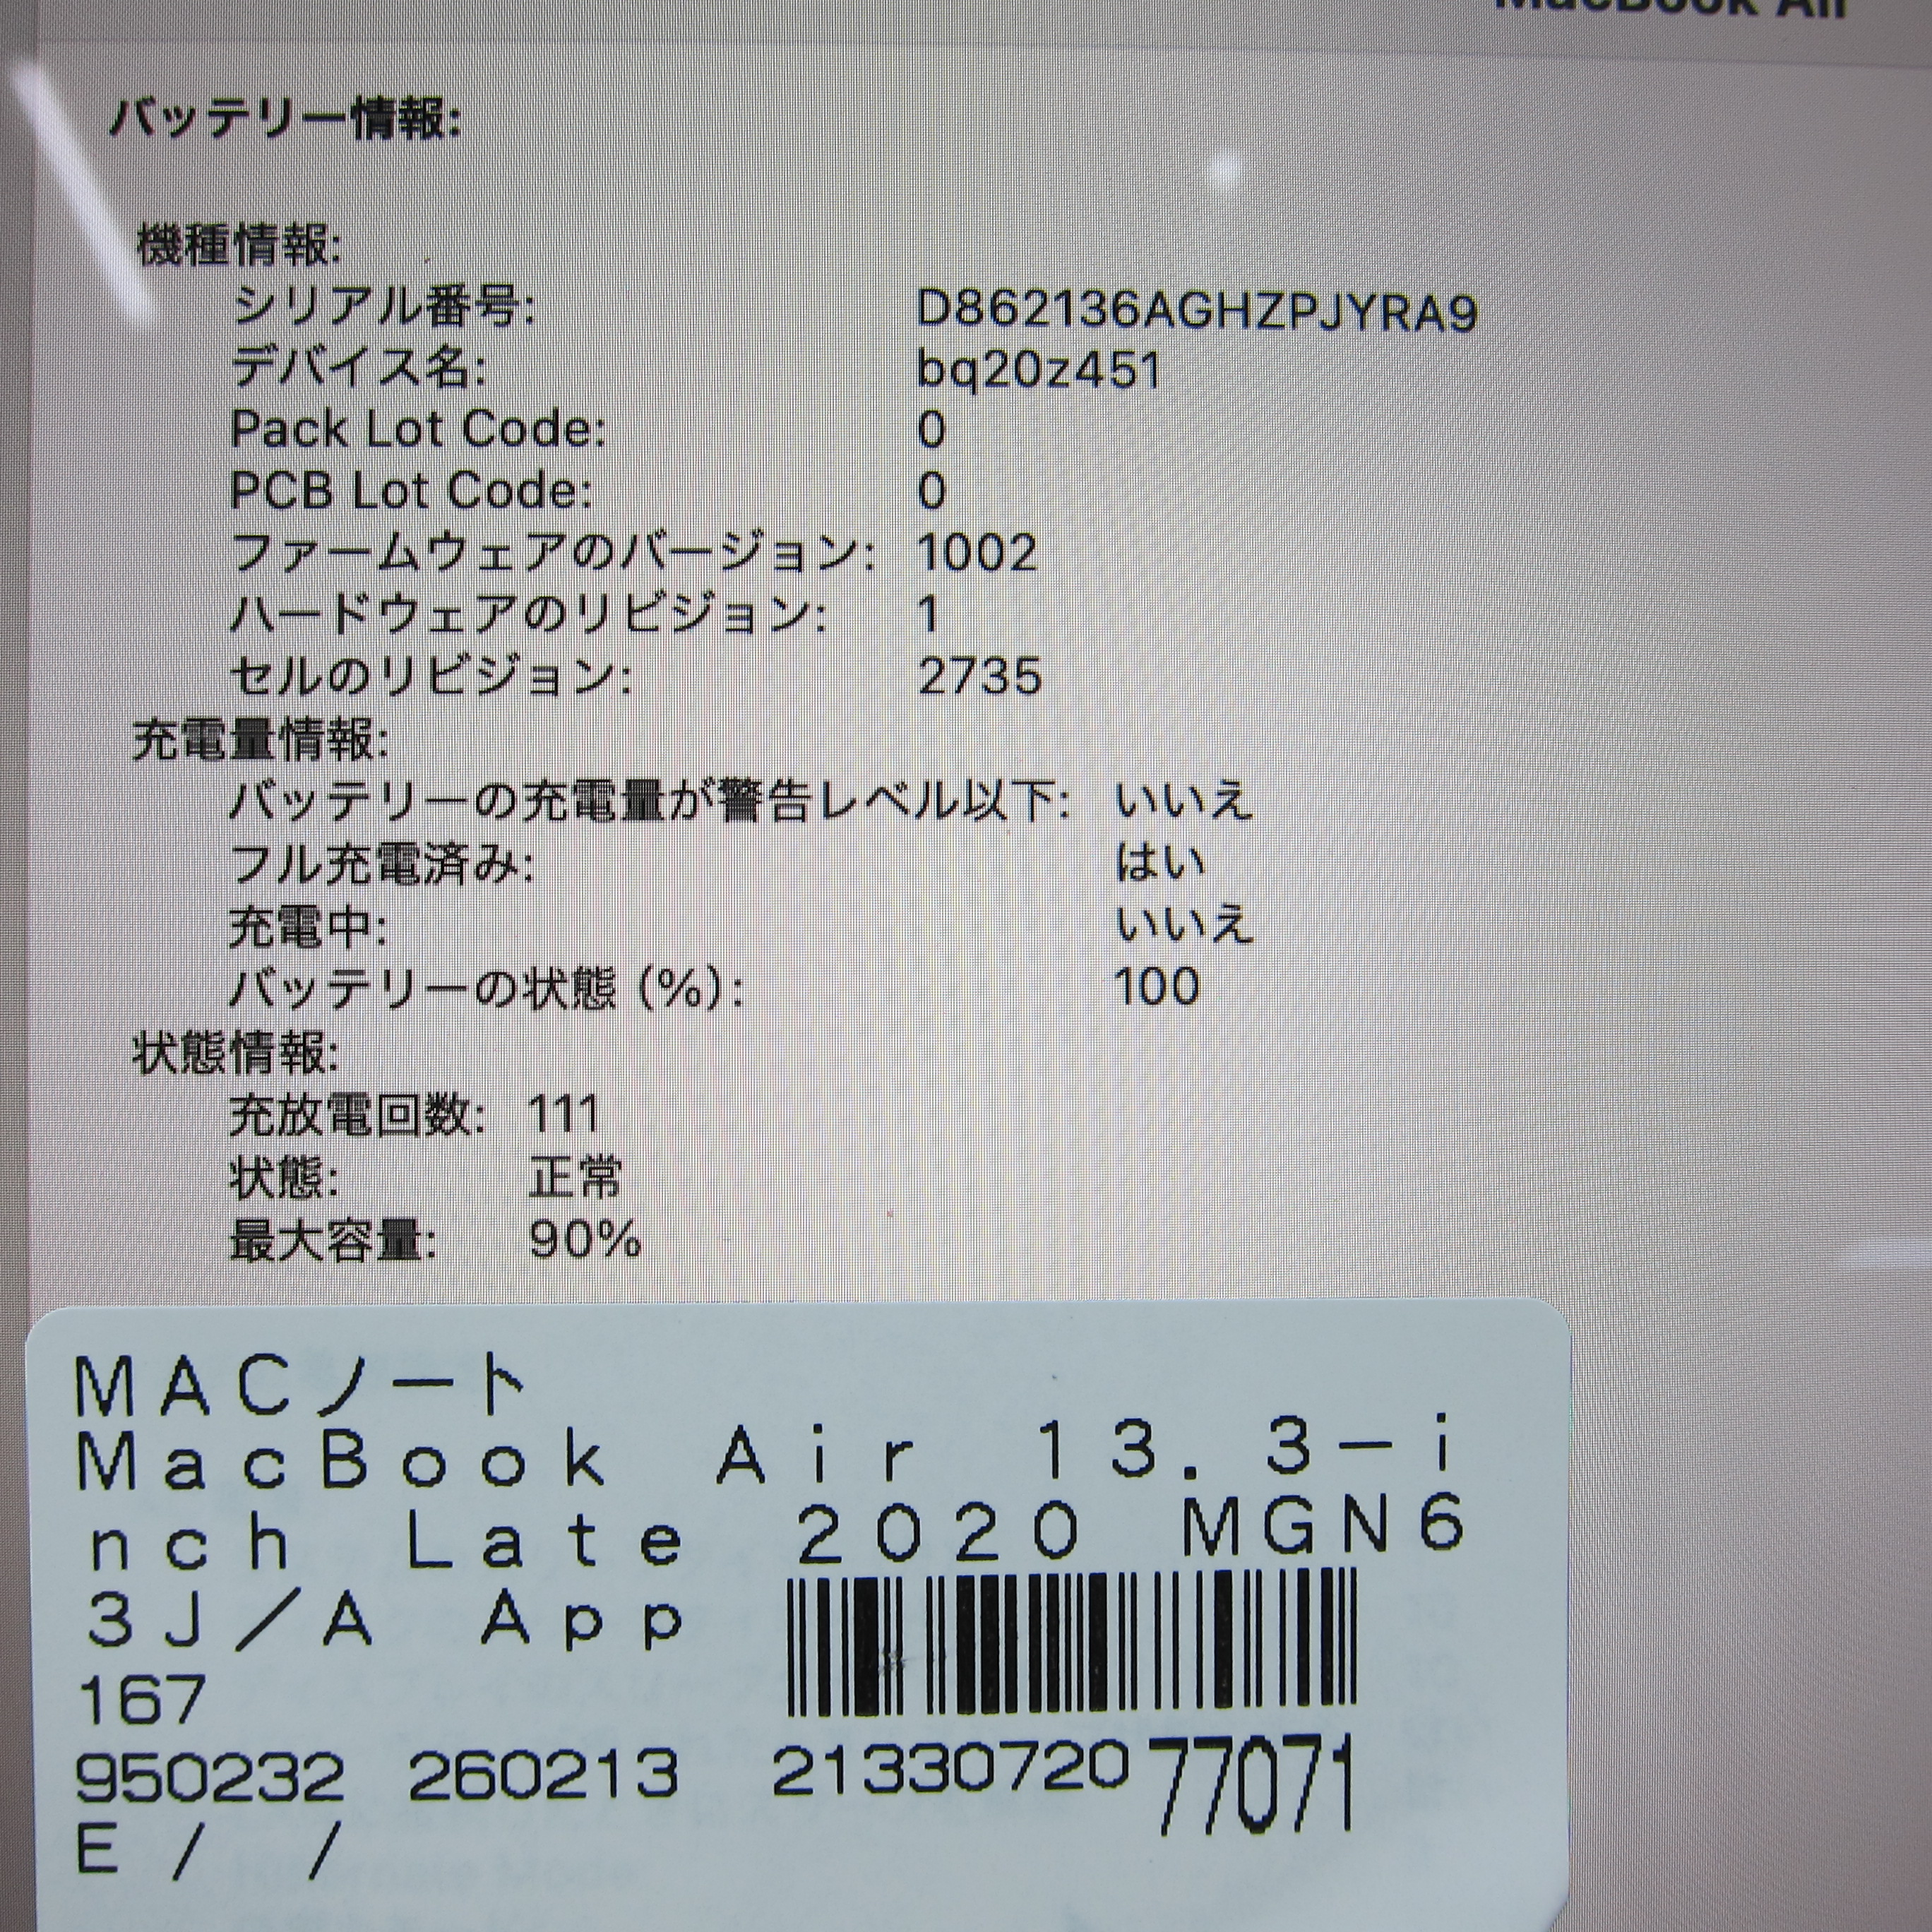 MacBook Air
バッテリー情報:
機種情報:
シリアル番号: D862136AGHZPJYRA9
デバイス名: bq20z451
Pack Lot Code: 0
PCB Lot Code: 0
ファームウェアのバージョン: 1002
ハードウェアのリビジョン: 1
セルのリビジョン: 2735
充電量情報:
バッテリーの充電量が警告レベル以下: いいえ
フル充電済み: はい
充電中: いいえ
バッテリーの状態 (%): 100
状態情報:
充放電回数: 111
状態: 正常
最大容量: 90%
MACノート
MacBook Air 13.3-i
nch Late 2020 MGN6
3J/A App
167
950232 260213 2133072077071
E / /